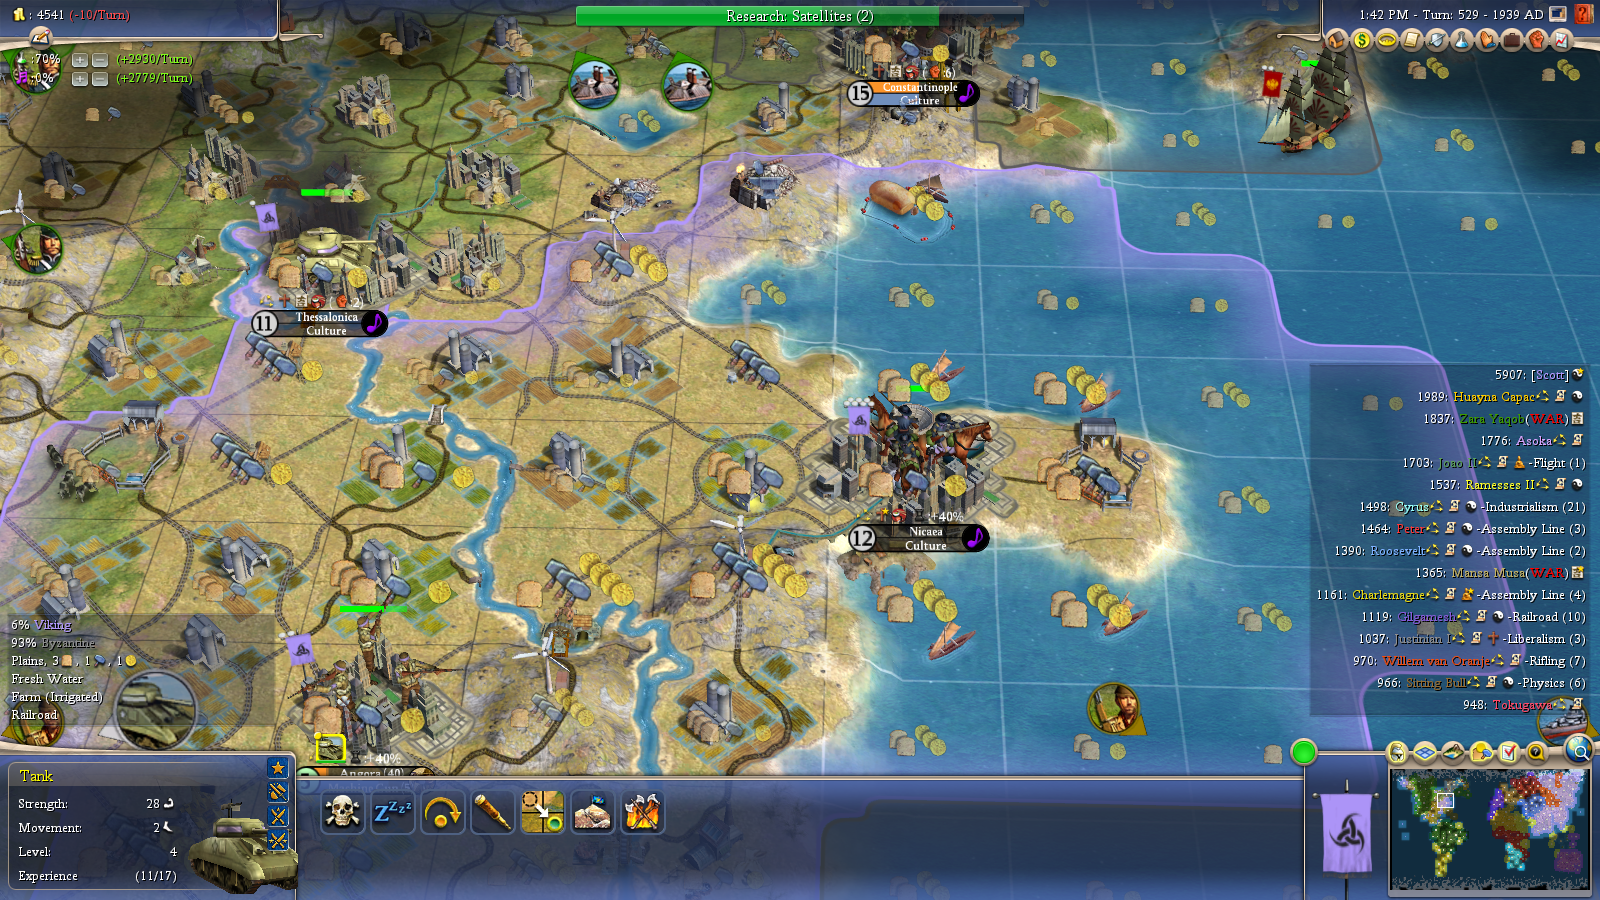 : 4541 (-10/Turn)
Research: Satellites (2)
1:42 PM - Turn: 529 - 1939 AD
:70% (+2930/Turn)
:0% (+2779/Turn)
:6)
15 Constantinople
Culture
:2)
11 Thessalonica
Culture
:+40%
12 Nicaea
Culture
5907: [Scott]
1989: Huayna Capac
1837: Zara Yaqob(WAR)
1776: Asoka
1703: Joao II -Flight (1)
1537: Ramesses II
1498: Cyrus -Industrialism (21)
1464: Peter -Assembly Line (3)
1390: Roosevelt -Assembly Line (2)
1365: Mansa Musa(WAR)
1161: Charlemagne -Assembly Line (4)
1119: Gilgamesh -Railroad (10)
1037: Justinian I -Liberalism (3)
970: Willem van Oranje -Rifling (7)
966: Sitting Bull -Physics (6)
948: Tokugawa
6% Viking
93% Byzantine
Plains, 3 , 1 , 1
Fresh Water
Farm (Irrigated)
Railroad
:+40%
Angora (40)
Tank
Strength: 28
Movement: 2
Level: 4
Experience (11/17)
ZZZZZ